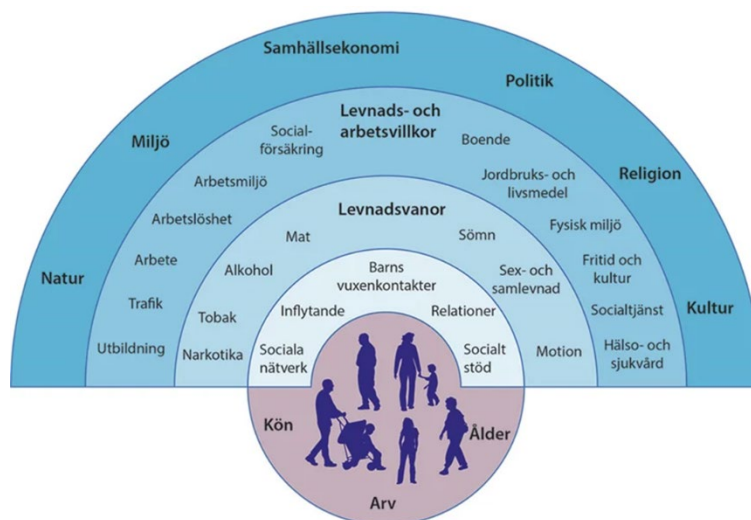 Samhällsekonomi
Politik
Miljö
Religion
Natur
Kultur
Levnads- och
arbetsvillkor
Social-
försäkring
Boende
Arbetsmiljö
Jordbruks- och
livsmedel
Arbetslöshet
Fysisk miljö
Arbete
Fritid och
kultur
Trafik
Socialtjänst
Utbildning
Hälso- och
sjukvård
Levnadsvanor
Mat
Sömn
Alkohol
Sex- och
samlevnad
Tobak
Narkotika
Motion
Barns
vuxenkontakter
Inflytande
Relationer
Sociala
nätverk
Socialt
stöd
Kön
Ålder
Arv